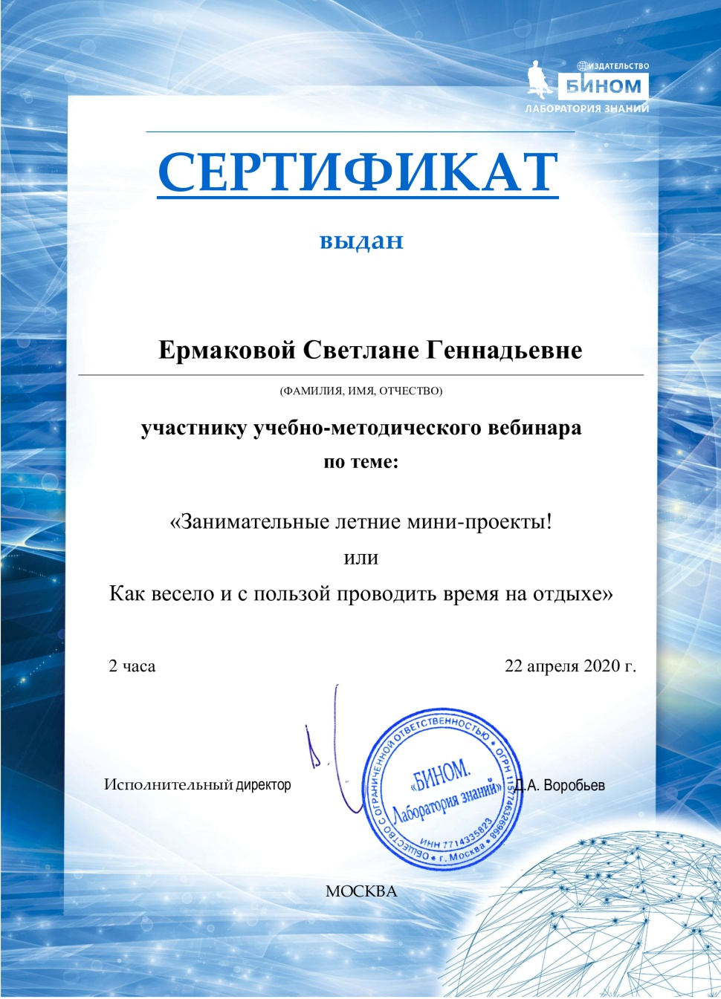 ИЗДАТЕЛЬСТВО
БИНОМ
ЛАБОРАТОРИЯ ЗНАНИЙ
СЕРТИФИКАТ
выдан
Ермаковой Светлане Геннадьевне
(ФАМИЛИЯ, ИМЯ, ОТЧЕСТВО)
участнику учебно-методического вебинара
по теме:
«Занимательные летние мини-проекты!
или
Как весело и с пользой проводить время на отдыхе»
2 часа
22 апреля 2020 г.
Исполнительный директор
Д.А. Воробьев
ОБЩЕСТВО С ОГРАНИЧЕННОЙ ОТВЕТСТВЕННОСТЬЮ * ОГРН 1157746326968 * г. Москва *
«БИНОМ.
Лаборатория знаний»
ИНН 7714335823
МОСКВА